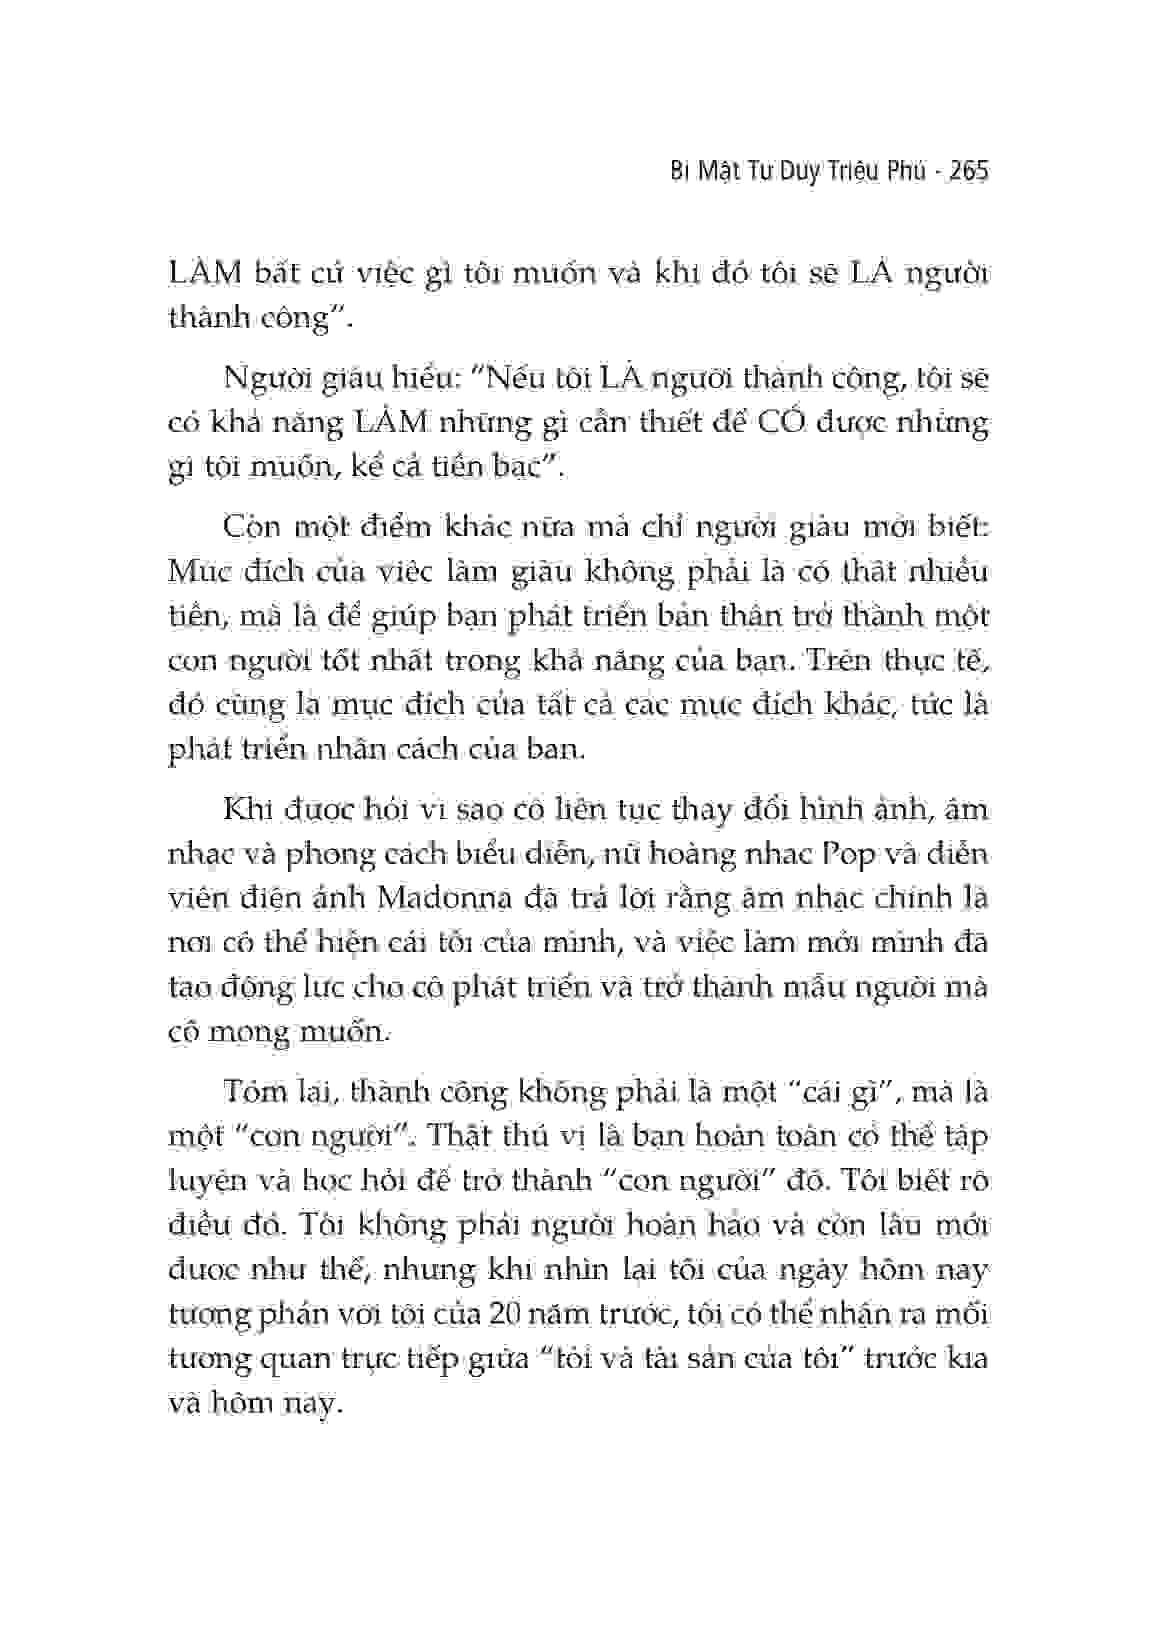 Bí Mật Tư Duy Triệu Phú - 265
LÀM bất cứ việc gì tôi muốn và khi đó tôi sẽ LÀ người
thành công”.
Người giàu hiểu: “Nếu tôi LÀ người thành công, tôi sẽ
có khả năng LÀM những gì cần thiết để CÓ được những
gì tôi muốn, kể cả tiền bạc”.
Còn một điểm khác nữa mà chỉ người giàu mới biết:
Mục đích của việc làm giàu không phải là có thật nhiều
tiền, mà là để giúp bạn phát triển bản thân trở thành một
con người tốt nhất trong khả năng của bạn. Trên thực tế,
đó cũng là mục đích của tất cả các mục đích khác, tức là
phát triển nhân cách của bạn.
Khi được hỏi vì sao cô liên tục thay đổi hình ảnh, âm
nhạc và phong cách biểu diễn, nữ hoàng nhạc Pop và diễn
viên điện ảnh Madonna đã trả lời rằng âm nhạc chính là
nơi cô thể hiện cái tôi của mình, và việc làm mới mình đã
tạo động lực cho cô phát triển và trở thành mẫu người mà
cô mong muốn.
Tóm lại, thành công không phải là một “cái gì”, mà là
một “con người”. Thật thú vị là bạn hoàn toàn có thể tập
luyện và học hỏi để trở thành “con người” đó. Tôi biết rõ
điều đó. Tôi không phải người hoàn hảo và còn lâu mới
được như thế, nhưng khi nhìn lại tôi của ngày hôm nay
tương phản với tôi của 20 năm trước, tôi có thể nhận ra mối
tương quan trực tiếp giữa “tôi và tài sản của tôi” trước kia
và hôm nay.